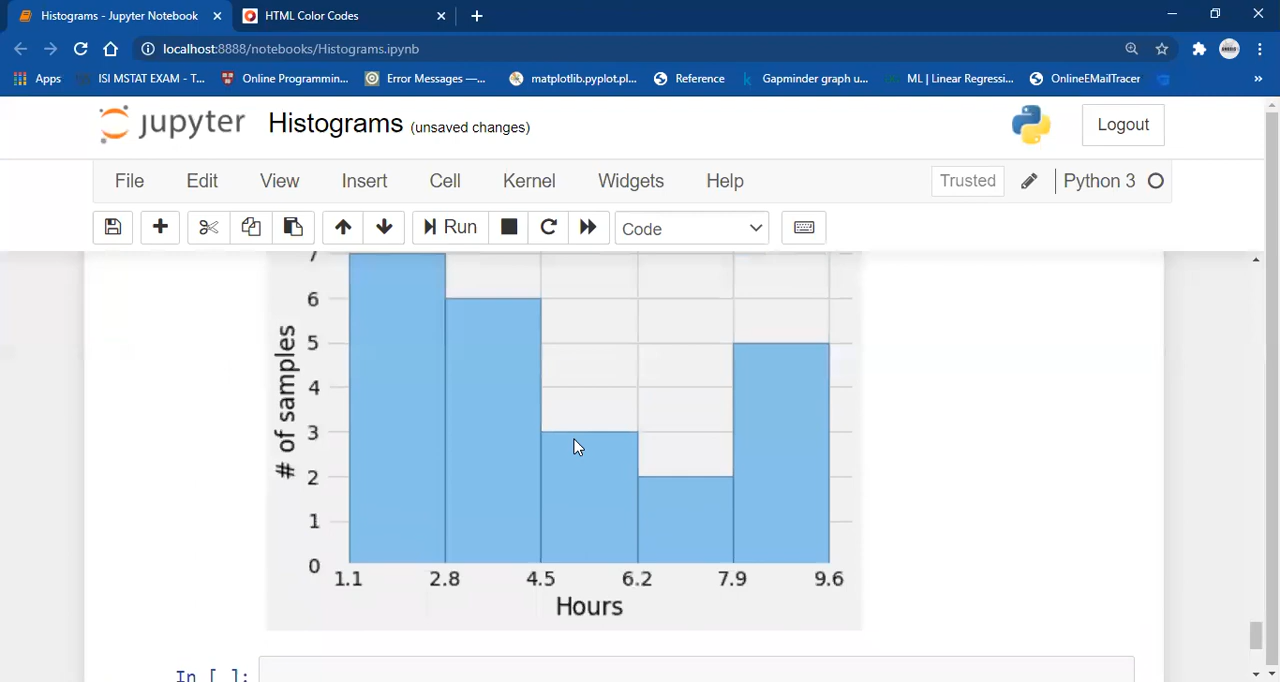 Histograms - Jupyter Notebook
HTML Color Codes
localhost:8888/notebooks/Histograms.ipynb
Apps
ISI MSTAT EXAM - T...
Online Programmin...
Error Messages —...
matplotlib.pyplot.pl...
Reference
Gapminder graph u...
ML | Linear Regressi...
OnlineEMailTracer
»
jupyter Histograms (unsaved changes)
Logout
File Edit View Insert Cell Kernel Widgets Help
Trusted
Python 3
Run
Code
7
6
5
4
3
2
1
0
# of samples
1.1 2.8 4.5 6.2 7.9 9.6
Hours
In [ ]: